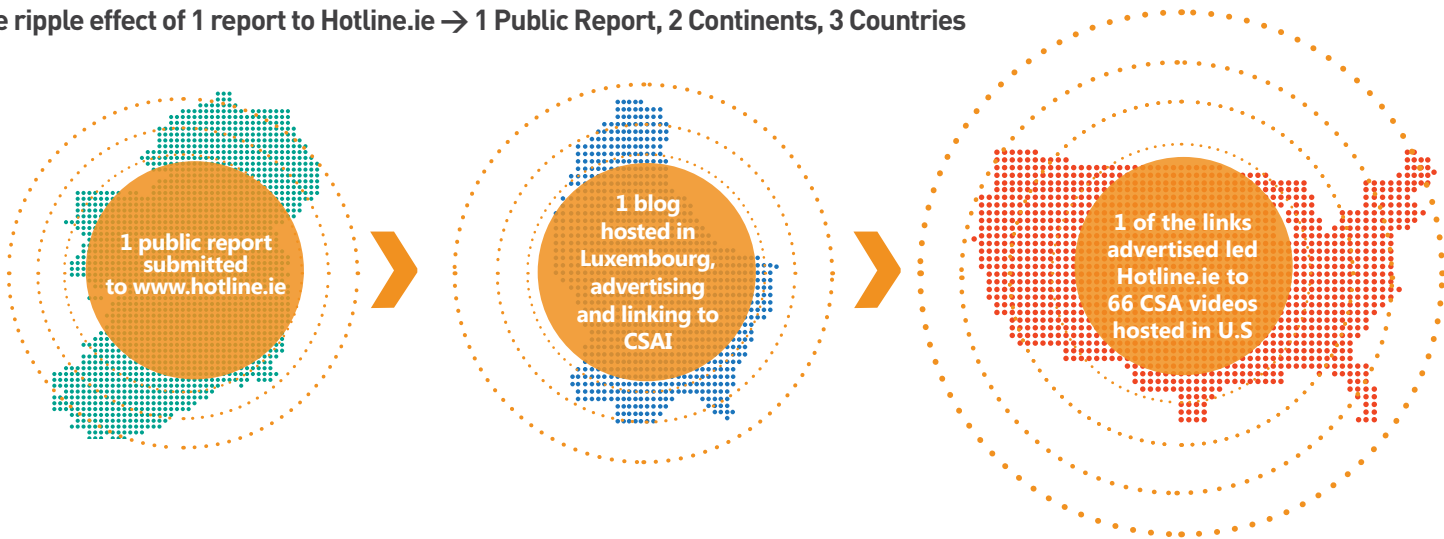 ripple effect of 1 report to Hotline.ie → 1 Public Report, 2 Continents, 3 Countries
1 public report
submitted
to www.hotline.ie
1 blog
hosted in
Luxembourg,
advertising
and linking to
CSAI
1 of the links
advertised led
Hotline.ie to
66 CSA videos
hosted in U.S